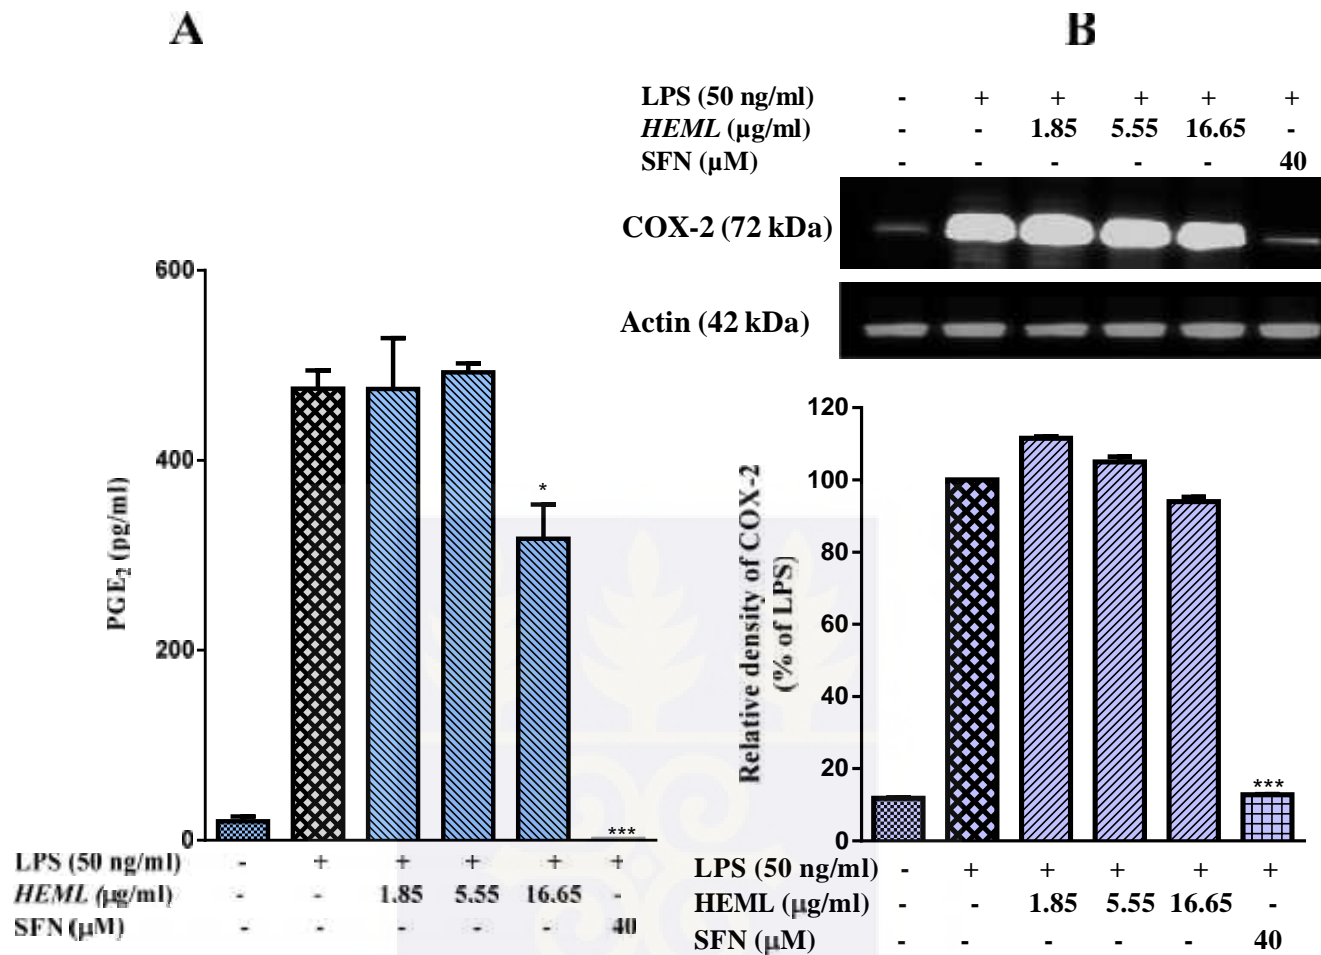 A
B
LPS (50 ng/ml) - + + + + +
HEML (µg/ml) - - 1.85 5.55 16.65 -
SFN (µM) - - - - - 40
COX-2 (72 kDa)
Actin (42 kDa)
600
400
200
0
PGE2 (pg/ml)
*
***
LPS (50 ng/ml) - + + + + +
HEML (µg/ml) - - 1.85 5.55 16.65 -
SFN (µM) - - - - - 40
120
100
80
60
40
20
0
Relative density of COX-2
(% of LPS)
***
LPS (50 ng/ml) - + + + + +
HEML (µg/ml) - - 1.85 5.55 16.65 -
SFN (µM) - - - - - 40